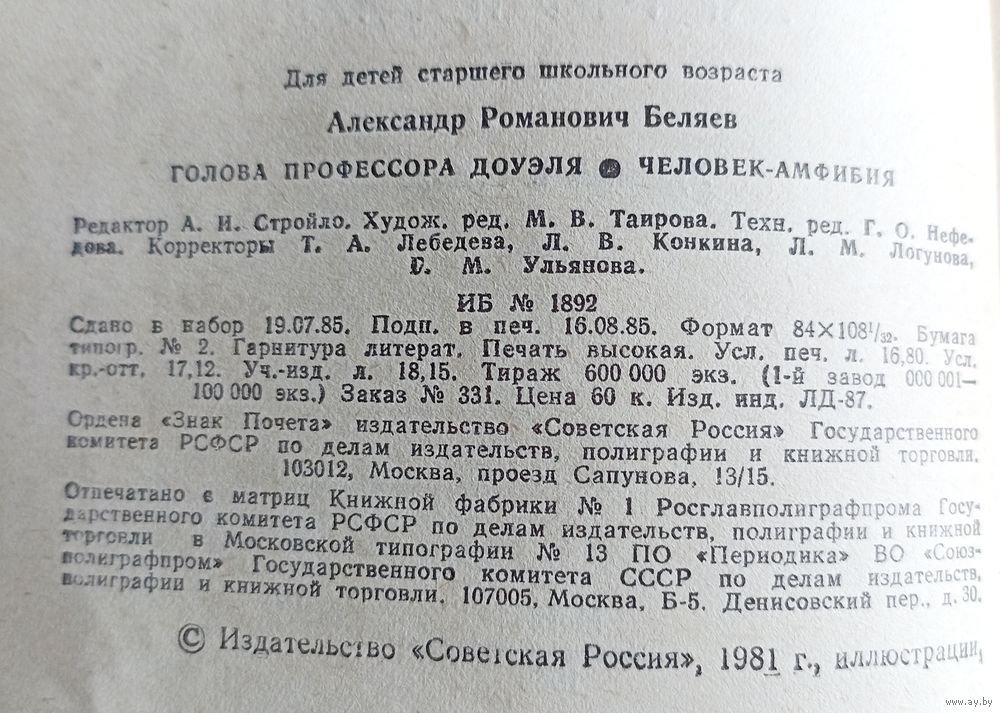 Для детей старшего школьного возраста
Александр Романович Беляев
ГОЛОВА ПРОФЕССОРА ДОУЭЛЯ ● ЧЕЛОВЕК-АМФИБИЯ
Редактор А. И. Стройло. Худож. ред. М. В. Таирова. Техн. ред. Г. О. Нефе-
дова. Корректоры Т. А. Лебедева, Л. В. Конкина, Л. М. Логунова,
С. М. Ульянова.
ИБ № 1892
Сдано в набор 19.07.85. Подп. в печ. 16.08.85. Формат 84×108¹/₃₂. Бумага
типогр. № 2. Гарнитура литерат. Печать высокая. Усл. печ. л. 16,80. Усл.
кр.-отт. 17,12. Уч.-изд. л. 18,15. Тираж 600 000 экз. (1-й завод 000 001—
100 000 экз.) Заказ № 331. Цена 60 к. Изд. инд. ЛД-87.
Ордена «Знак Почета» издательство «Советская Россия» Государственного
комитета РСФСР по делам издательств, полиграфии и книжной торговли.
103012, Москва, проезд Сапунова, 13/15.
Отпечатано с матриц Книжной фабрики № 1 Росглавполиграфпрома Госу-
дарственного комитета РСФСР по делам издательств, полиграфии и книжной
торговли в Московской типографии № 13 ПО «Периодика» ВО «Союз-
полиграфпром» Государственного комитета СССР по делам издательств,
полиграфии и книжной торговли. 107005, Москва, Б-5. Денисовский пер., д. 30.
© Издательство «Советская Россия», 1981 г., иллюстрации,
www.ay.by